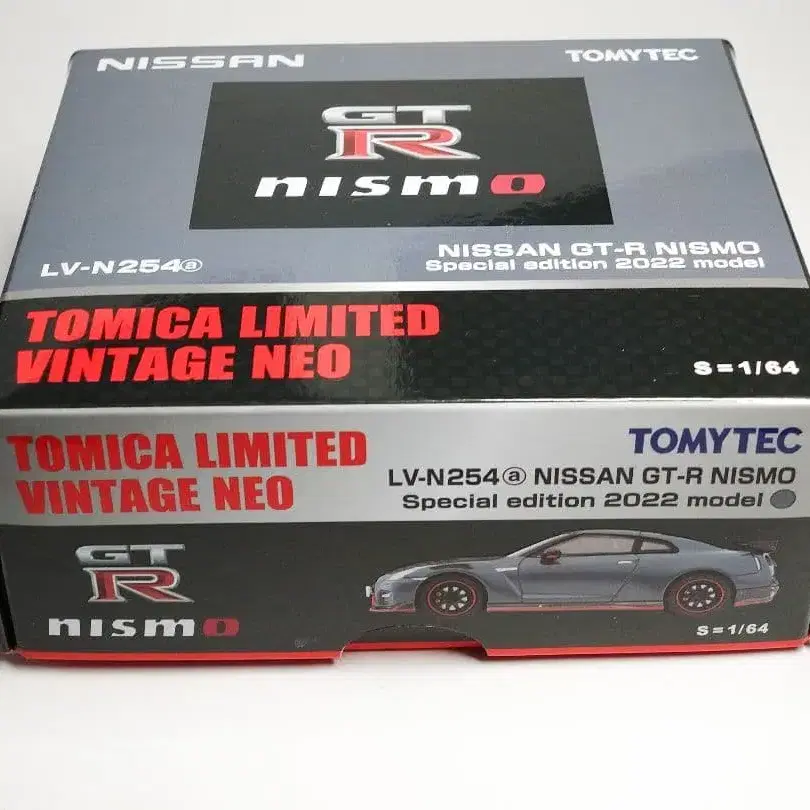 NISSAN
TOMYTEC
GT
R
nismo
LV-N254ⓐ
NISSAN GT-R NISMO
Special edition 2022 model
TOMICA LIMITED
VINTAGE NEO
S=1/64
TOMICA LIMITED
VINTAGE NEO
TOMYTEC
LV-N254ⓐ NISSAN GT-R NISMO
Special edition 2022 model
GT
R
nismo
S=1/64